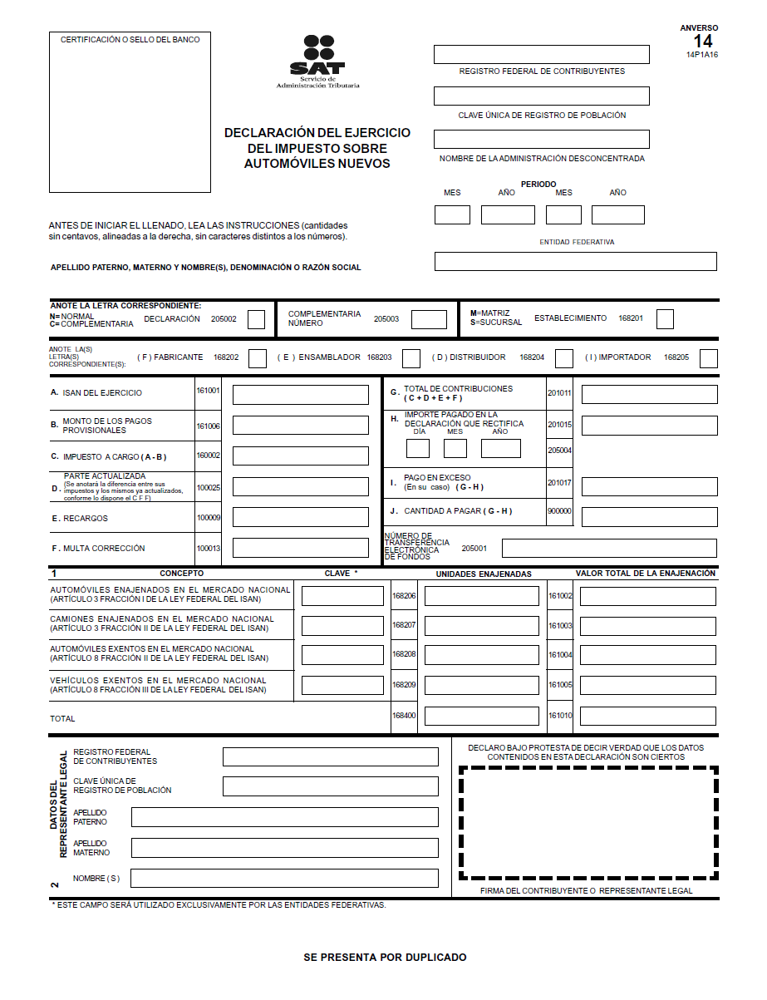 ANVERSO
14
14P1A16
CERTIFICACIÓN O SELLO DEL BANCO
SAT
Servicio de
Administración Tributaria
REGISTRO FEDERAL DE CONTRIBUYENTES
CLAVE ÚNICA DE REGISTRO DE POBLACIÓN
DECLARACIÓN DEL EJERCICIO
DEL IMPUESTO SOBRE
AUTOMÓVILES NUEVOS
NOMBRE DE LA ADMINISTRACIÓN DESCONCENTRADA
PERIODO
MES AÑO MES AÑO
ANTES DE INICIAR EL LLENADO, LEA LAS INSTRUCCIONES (cantidades
sin centavos, alineadas a la derecha, sin caracteres distintos a los números).
ENTIDAD FEDERATIVA
APELLIDO PATERNO, MATERNO Y NOMBRE(S), DENOMINACIÓN O RAZÓN SOCIAL
ANOTE LA LETRA CORRESPONDIENTE:
N= NORMAL
C= COMPLEMENTARIA
DECLARACIÓN 205002
COMPLEMENTARIA
NÚMERO
205003
M=MATRIZ
S=SUCURSAL
ESTABLECIMIENTO 168201
ANOTE LA(S)
LETRA(S)
CORRESPONDIENTE(S):
( F ) FABRICANTE 168202
( E ) ENSAMBLADOR 168203
( D ) DISTRIBUIDOR 168204
( I ) IMPORTADOR 168205
A. ISAN DEL EJERCICIO 161001
B. MONTO DE LOS PAGOS
PROVISIONALES
161006
C. IMPUESTO A CARGO ( A - B ) 160002
D. PARTE ACTUALIZADA
(Se anotará la diferencia entre sus
impuestos y los mismos ya actualizados,
conforme lo dispone el C F F)
100025
E. RECARGOS 100009
F. MULTA CORRECCIÓN 100013
G. TOTAL DE CONTRIBUCIONES
( C + D + E + F )
201011
H. IMPORTE PAGADO EN LA
DECLARACIÓN QUE RECTIFICA
201015
DÍA MES AÑO
205004
I. PAGO EN EXCESO
(En su caso) ( G - H )
201017
J. CANTIDAD A PAGAR ( G - H ) 900000
NÚMERO DE
TRANSFERENCIA
ELECTRÓNICA
DE FONDOS
205001
1 CONCEPTO CLAVE * UNIDADES ENAJENADAS VALOR TOTAL DE LA ENAJENACIÓN
AUTOMÓVILES ENAJENADOS EN EL MERCADO NACIONAL
(ARTÍCULO 3 FRACCIÓN I DE LA LEY FEDERAL DEL ISAN)
168206 161002
CAMIONES ENAJENADOS EN EL MERCADO NACIONAL
(ARTÍCULO 3 FRACCIÓN II DE LA LEY FEDERAL DEL ISAN)
168207 161003
AUTOMÓVILES EXENTOS EN EL MERCADO NACIONAL
(ARTÍCULO 8 FRACCIÓN II DE LA LEY FEDERAL DEL ISAN)
168208 161004
VEHÍCULOS EXENTOS EN EL MERCADO NACIONAL
(ARTÍCULO 8 FRACCIÓN III DE LA LEY FEDERAL DEL ISAN)
168209 161005
TOTAL 168400 161010
2
DATOS DEL
REPRESENTANTE LEGAL
REGISTRO FEDERAL
DE CONTRIBUYENTES
CLAVE ÚNICA DE
REGISTRO DE POBLACIÓN
APELLIDO
PATERNO
APELLIDO
MATERNO
NOMBRE ( S )
DECLARO BAJO PROTESTA DE DECIR VERDAD QUE LOS DATOS
CONTENIDOS EN ESTA DECLARACIÓN SON CIERTOS
FIRMA DEL CONTRIBUYENTE O REPRESENTANTE LEGAL
* ESTE CAMPO SERÁ UTILIZADO EXCLUSIVAMENTE POR LAS ENTIDADES FEDERATIVAS.
SE PRESENTA POR DUPLICADO